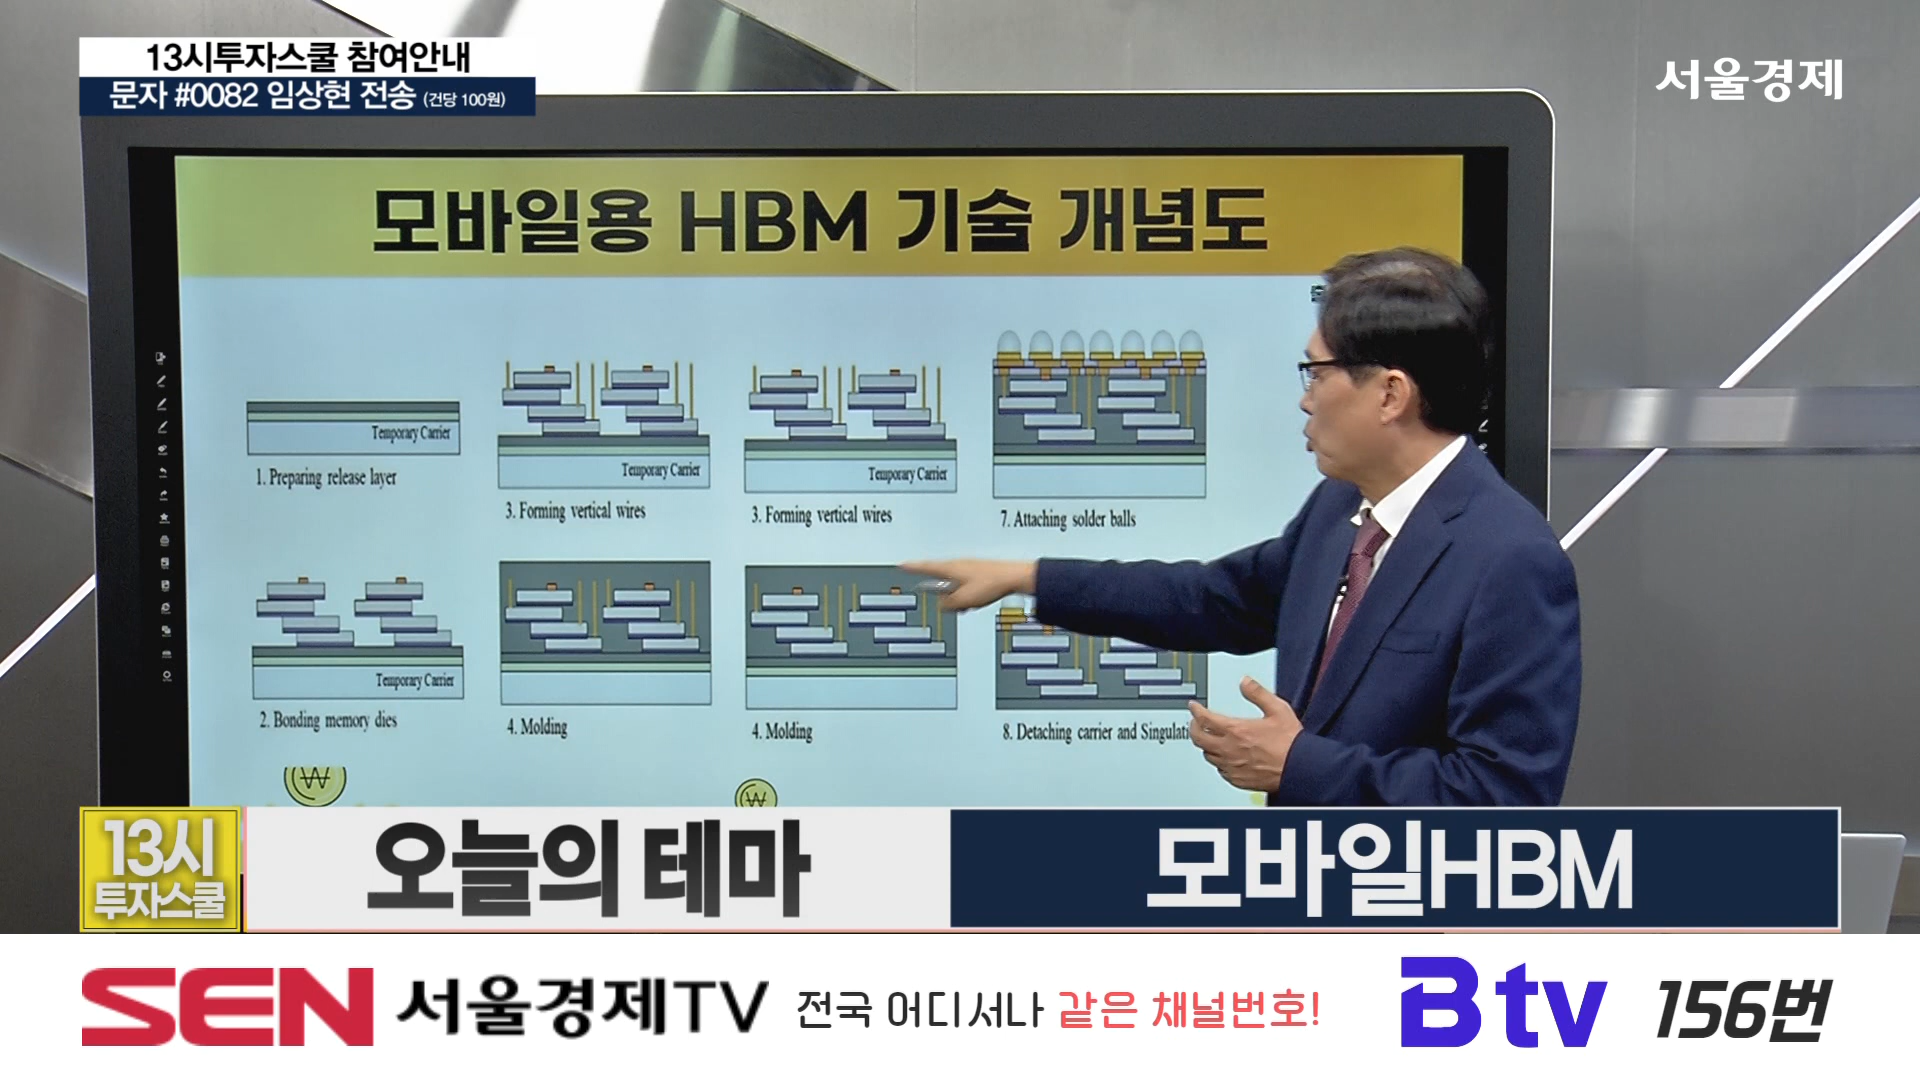 13시투자스쿨 참여안내
문자 #0082 임상현 전송 (건당 100원)
서울경제
모바일용 HBM 기술 개념도
Temporary Carrier
1. Preparing release layer
Temporary Carrier
3. Forming vertical wires
Temporary Carrier
3. Forming vertical wires
7. Attaching solder balls
Temporary Carrier
2. Bonding memory dies
4. Molding
4. Molding
8. Detaching carrier and
13시
투자스쿨
오늘의 테마
모바일HBM
SEN 서울경제TV 전국 어디서나 같은 채널번호! B tv 156번